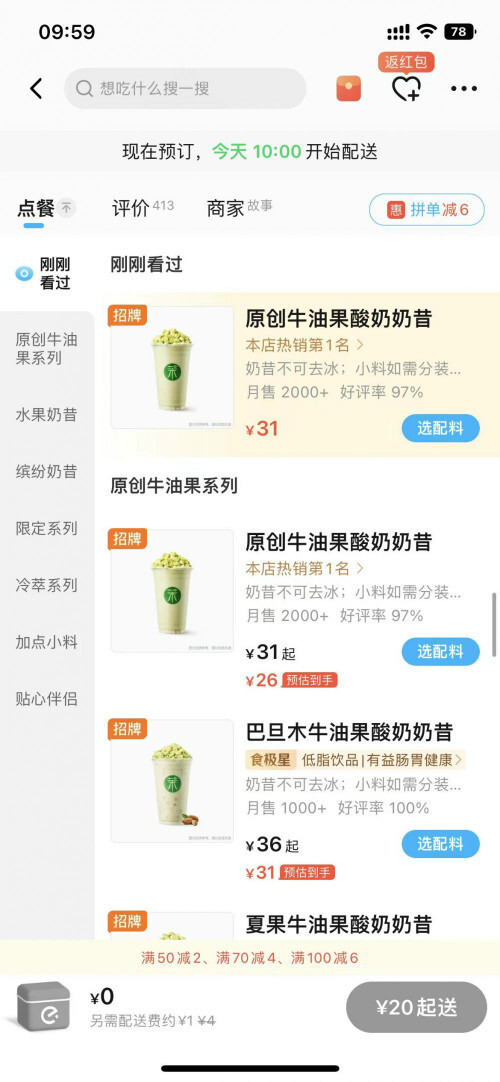 09:59
78
返红包
想吃什么搜一搜
现在预订，今天 10:00 开始配送
点餐 评价 413 商家 故事 惠 拼单减6
刚刚看过
原创牛油果系列
水果奶昔
缤纷奶昔
限定系列
冷萃系列
加点小料
贴心伴侣
刚刚看过
招牌
茉
原创牛油果酸奶奶昔
本店热销第1名
奶昔不可去冰；小料如需分装...
月售 2000+ 好评率 97%
¥31
选配料
原创牛油果系列
招牌
茉
原创牛油果酸奶奶昔
本店热销第1名
奶昔不可去冰；小料如需分装...
月售 2000+ 好评率 97%
¥31起
选配料
¥26 预估到手
招牌
茉
巴旦木牛油果酸奶奶昔
食极星 低脂饮品|有益肠胃健康
奶昔不可去冰；小料如需分装...
月售 1000+ 好评率 100%
¥36起
选配料
¥31 预估到手
招牌
夏果牛油果酸奶奶昔
满50减2、满70减4、满100减6
¥0
另需配送费约¥1 ¥4
¥20起送